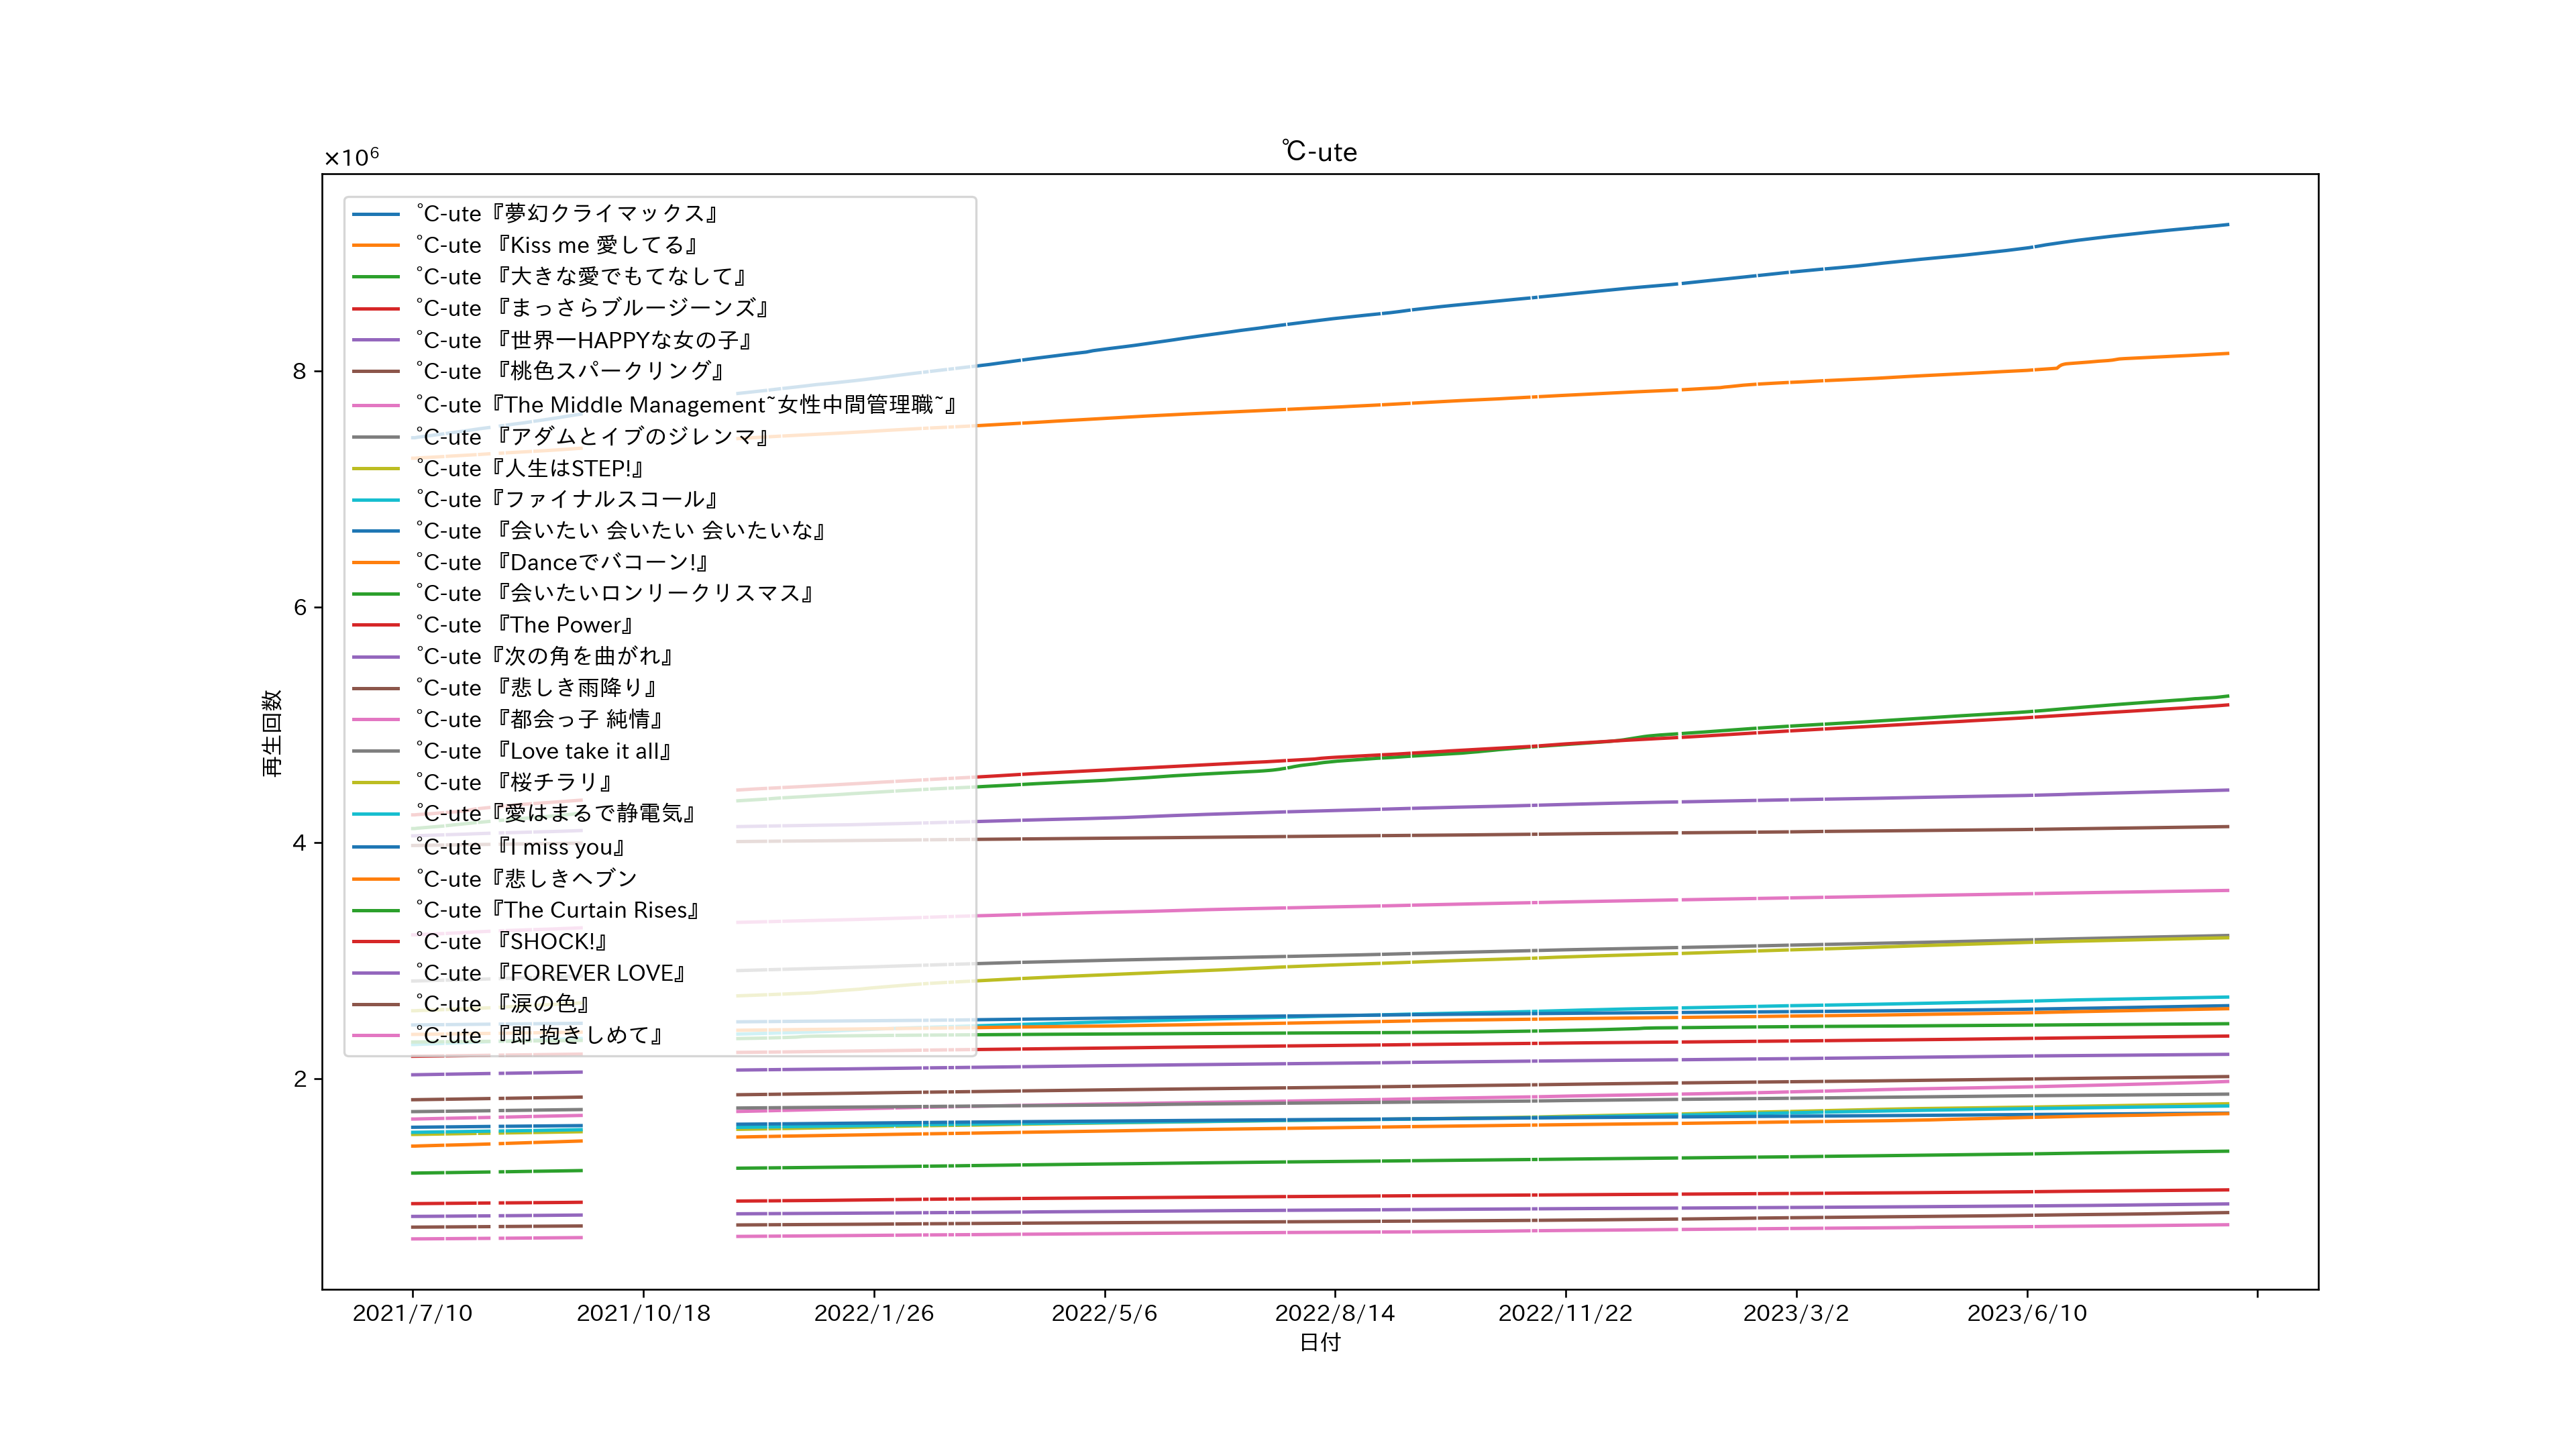 ℃-ute
×10⁶
°C-ute『夢幻クライマックス』
°C-ute 『Kiss me 愛してる』
°C-ute 『大きな愛でもてなして』
°C-ute 『まっさらブルージーンズ』
°C-ute 『世界一HAPPYな女の子』
°C-ute 『桃色スパークリング』
°C-ute『The Middle Management~女性中間管理職~』
°C-ute 『アダムとイブのジレンマ』
°C-ute『人生はSTEP!』
°C-ute『ファイナルスコール』
°C-ute 『会いたい 会いたい 会いたいな』
°C-ute 『Danceでバコーン!』
°C-ute 『会いたいロンリークリスマス』
°C-ute 『The Power』
°C-ute『次の角を曲がれ』
°C-ute 『悲しき雨降り』
°C-ute 『都会っ子 純情』
°C-ute 『Love take it all』
°C-ute 『桜チラリ』
°C-ute『愛はまるで静電気』
°C-ute 『I miss you』
°C-ute『悲しきヘブン
°C-ute『The Curtain Rises』
°C-ute 『SHOCK!』
°C-ute 『FOREVER LOVE』
°C-ute 『涙の色』
°C-ute 『即 抱きしめて』
8
6
4
2
再生回数
2021/7/10
2021/10/18
2022/1/26
2022/5/6
2022/8/14
2022/11/22
2023/3/2
2023/6/10
日付